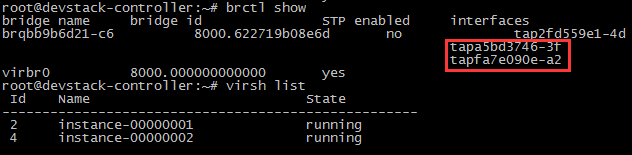 root@devstack-controller:~# brctl show
bridge name bridge id STP enabled interfaces
brqbb9b6d21-c6 8000.622719b08e6d no tap2fd559e1-4d
tapa5bd3746-3f
tapfa7e090e-a2
virbr0 8000.000000000000 yes
root@devstack-controller:~# virsh list
Id Name State
----------------------------------------------------
2 instance-00000001 running
4 instance-00000002 running